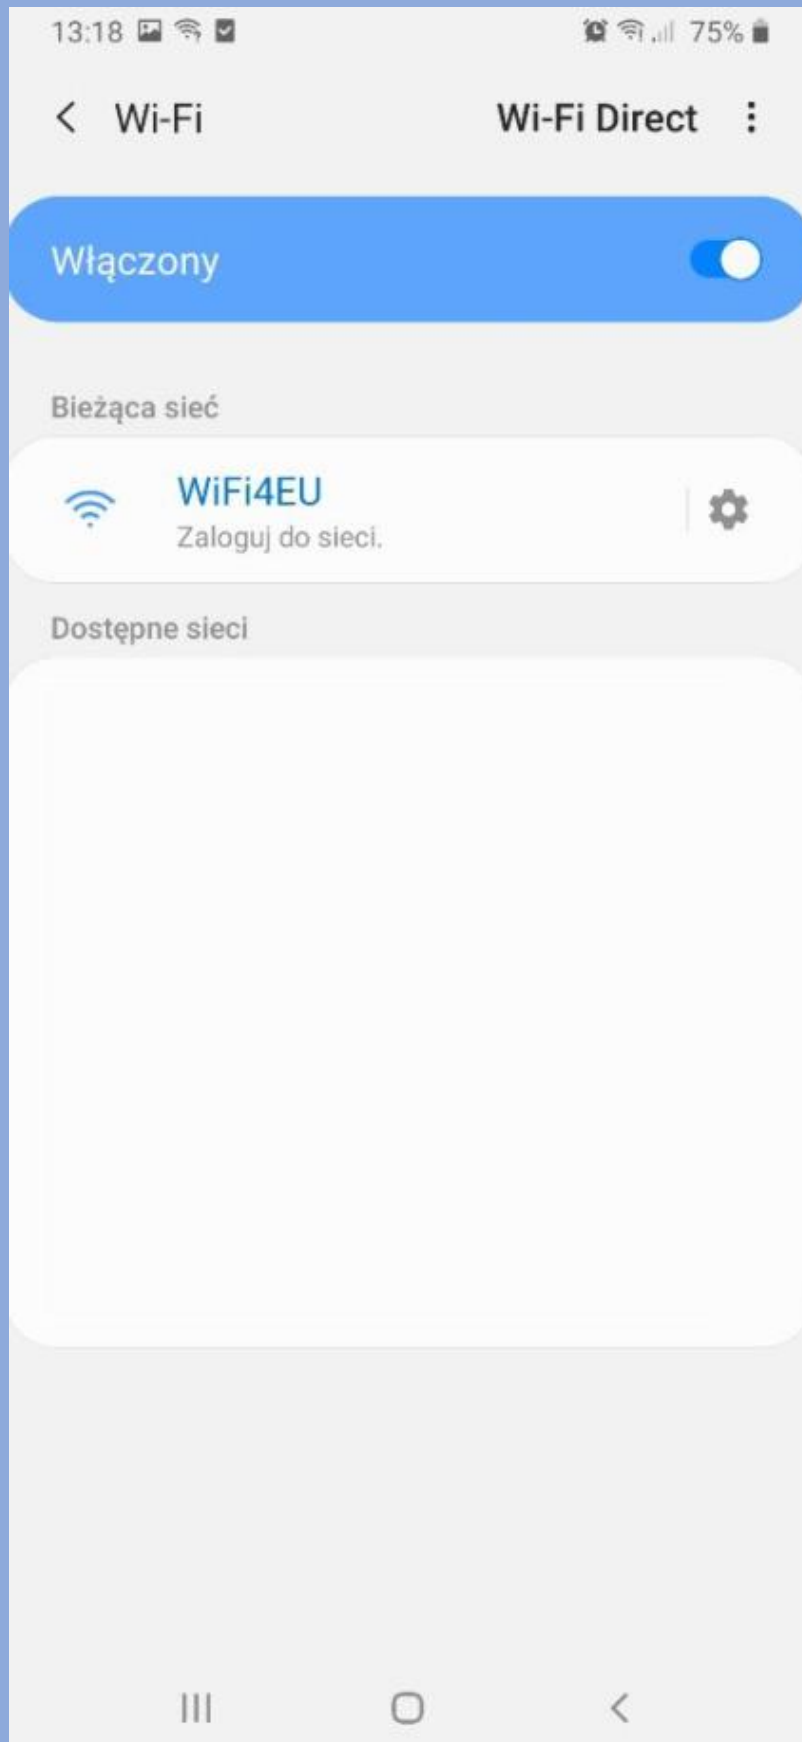 13:18 75%
Wi-Fi Wi-Fi Direct
Włączony
Bieżąca sieć
WiFi4EU
Zaloguj do sieci.
Dostępne sieci